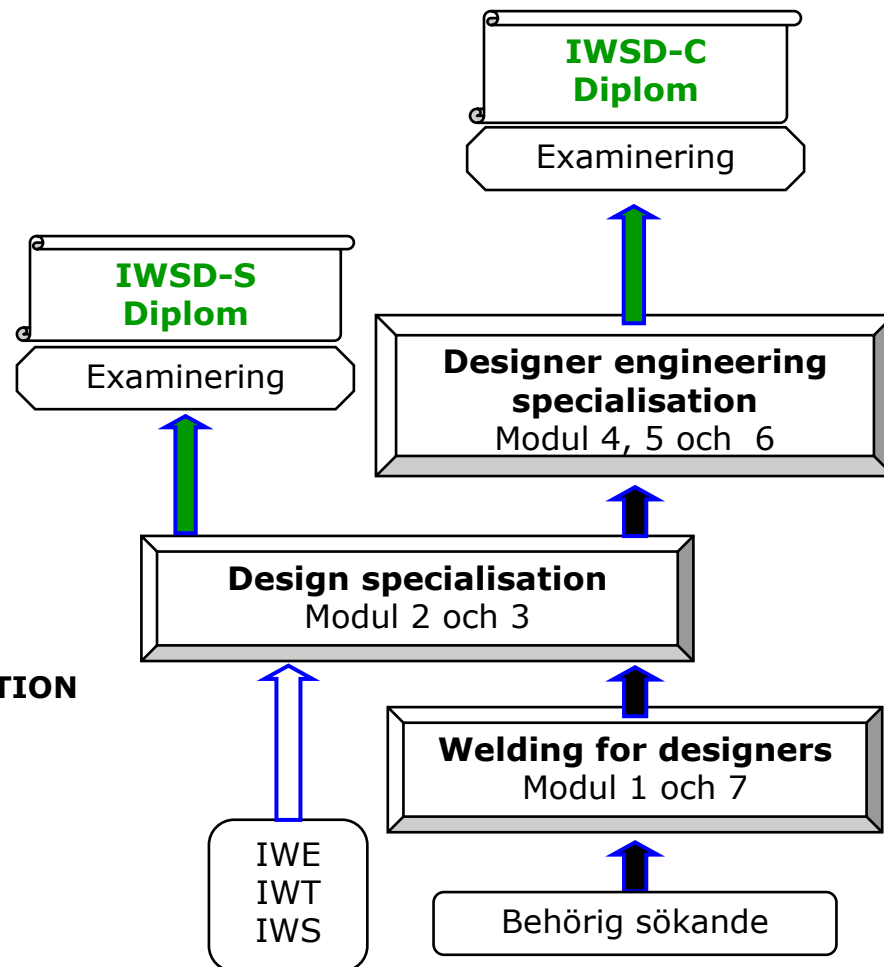 IWSD-C
Diplom
Examinering
IWSD-S
Diplom
Examinering
Designer engineering
specialisation
Modul 4, 5 och 6
Design specialisation
Modul 2 och 3
TION
Welding for designers
Modul 1 och 7
IWE
IWT
IWS
Behörig sökande